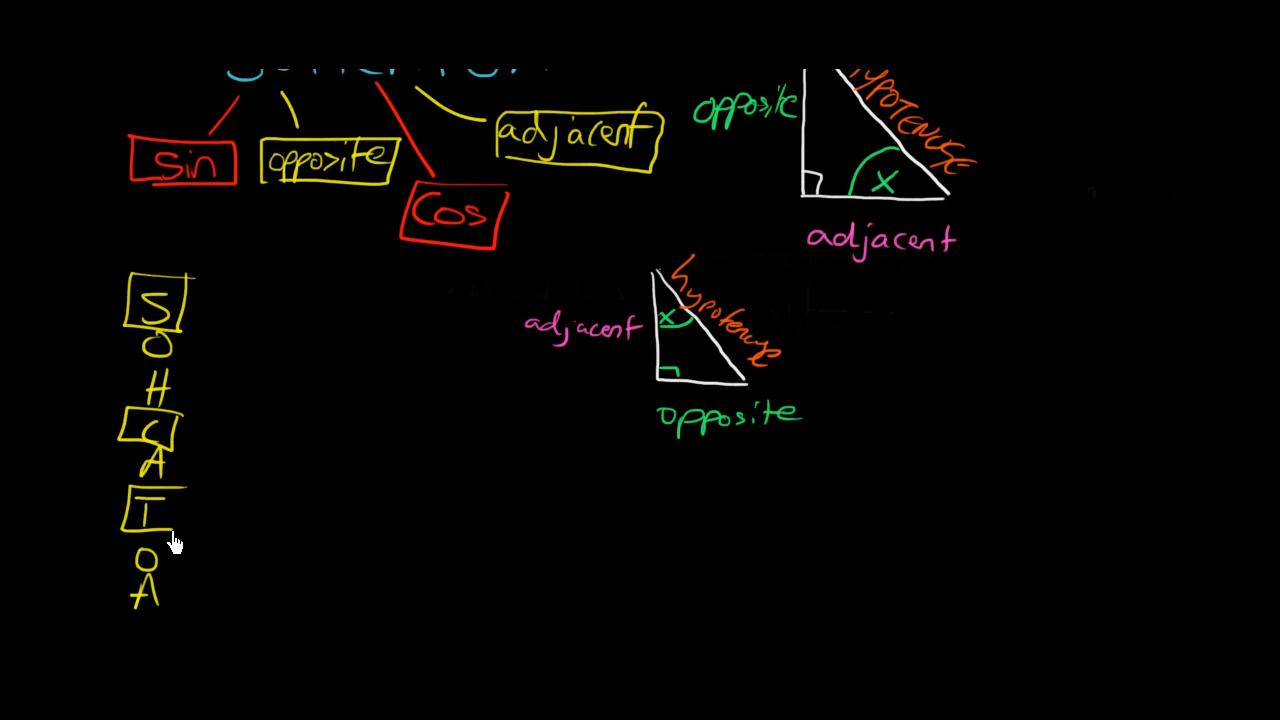 opposite
HYPOTENUSE
adjacent
sin
opposite
x
Cos
adjacent
hypotenuse
x
adjacent
opposite
S
O
H
C
A
T
O
A